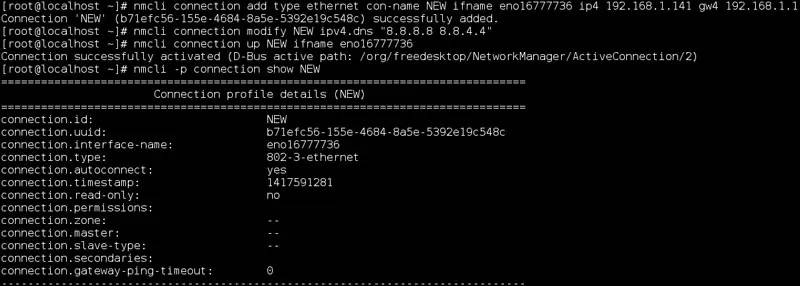 [root@localhost ~]# nmcli connection add type ethernet con-name NEW ifname eno16777736 ip4 192.168.1.141 gw4 192.168.1.1
Connection 'NEW' (b71efc56-155e-4684-8a5e-5392e19c548c) successfully added.
[root@localhost ~]# nmcli connection modify NEW ipv4.dns "8.8.8.8 8.8.4.4"
[root@localhost ~]# nmcli connection up NEW ifname eno16777736
Connection successfully activated (D-Bus active path: /org/freedesktop/NetworkManager/ActiveConnection/2)
[root@localhost ~]# nmcli -p connection show NEW
===============================================================================
Connection profile details (NEW)
===============================================================================
connection.id: NEW
connection.uuid: b71efc56-155e-4684-8a5e-5392e19c548c
connection.interface-name: eno16777736
connection.type: 802-3-ethernet
connection.autoconnect: yes
connection.timestamp: 1417591281
connection.read-only: no
connection.permissions:
connection.zone: --
connection.master: --
connection.slave-type: --
connection.secondaries:
connection.gateway-ping-timeout: 0
-------------------------------------------------------------------------------